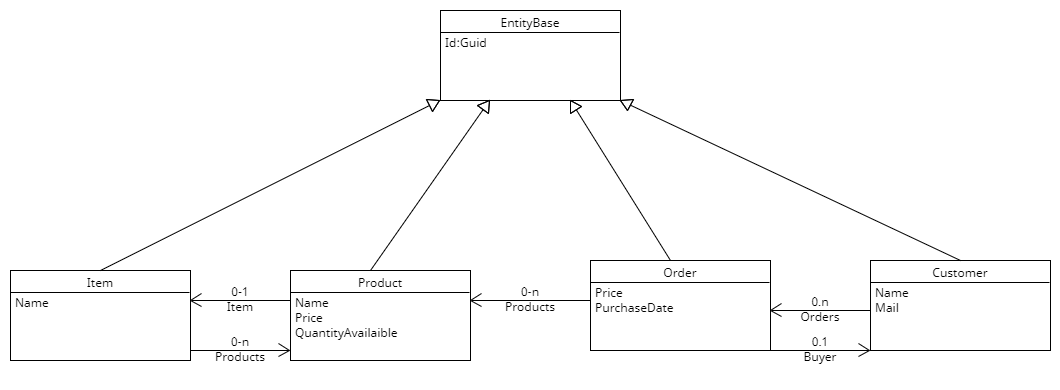 EntityBase
Id:Guid
Item
Name
Product
Name
Price
QuantityAvailaible
Order
Price
PurchaseDate
Customer
Name
Mail
0-1
Item
0-n
Products
0-n
Products
0.n
Orders
0.1
Buyer